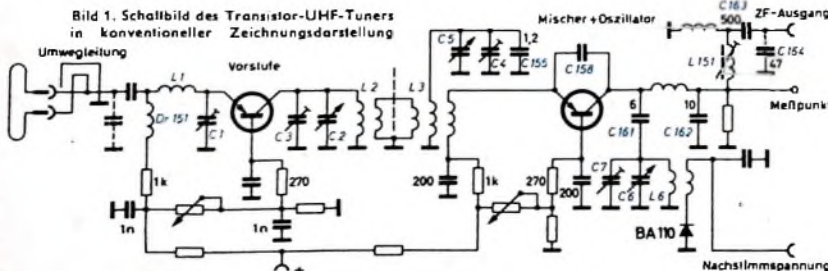 Bild 1. Schaltbild des Transistor-UHF-Tuners
in konventioneller Zeichnungsdarstellung
Umwegleitung
L1
Vorstufe
Dr 151
C1
C3
C2
L2
L3
C5
C4
1,2
C155
Mischer+Oszillator
C158
C163
500
ZF-Ausgang
L151
C154
47
Meßpunkt
6
C161
10
C162
1k
270
200
1k
270
200
C7
C6
L6
1n
1n
BA110
+
Nachstimmspannung